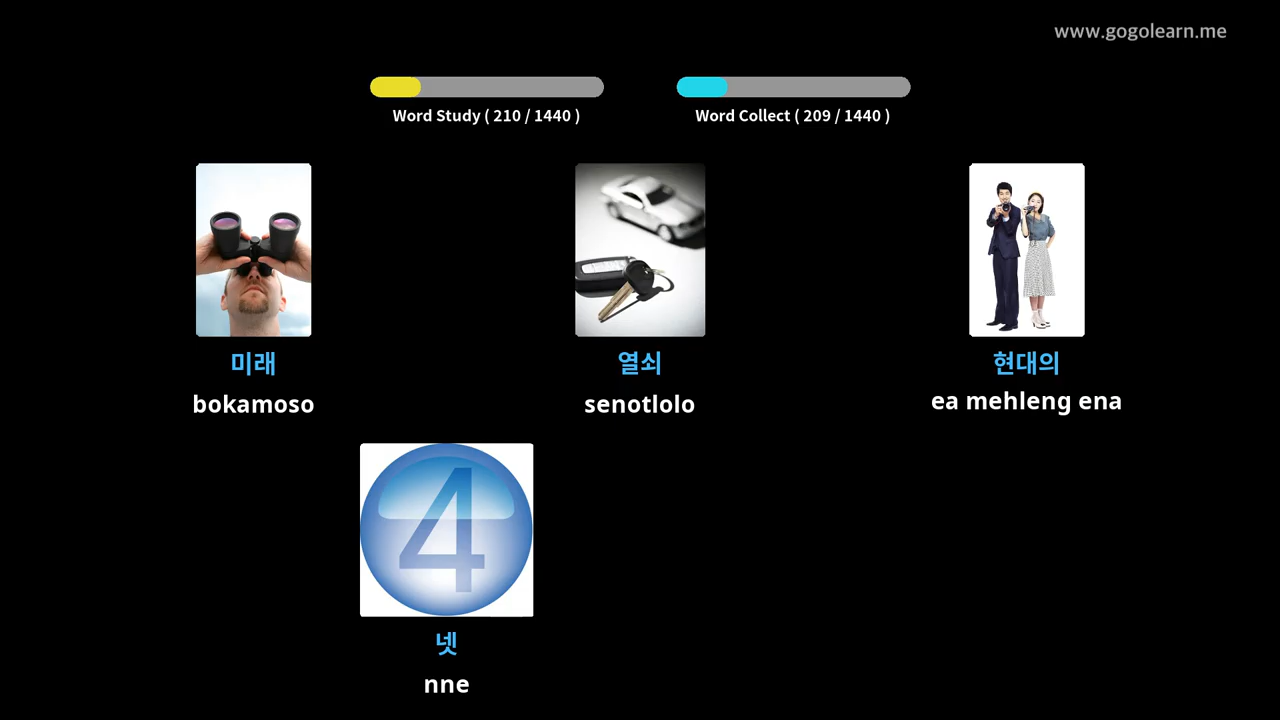 www.gogolearn.me
Word Study ( 210 / 1440 )
Word Collect ( 209 / 1440 )
미래
열쇠
현대의
bokamoso
senotlolo
ea mehleng ena
4
넷
nne